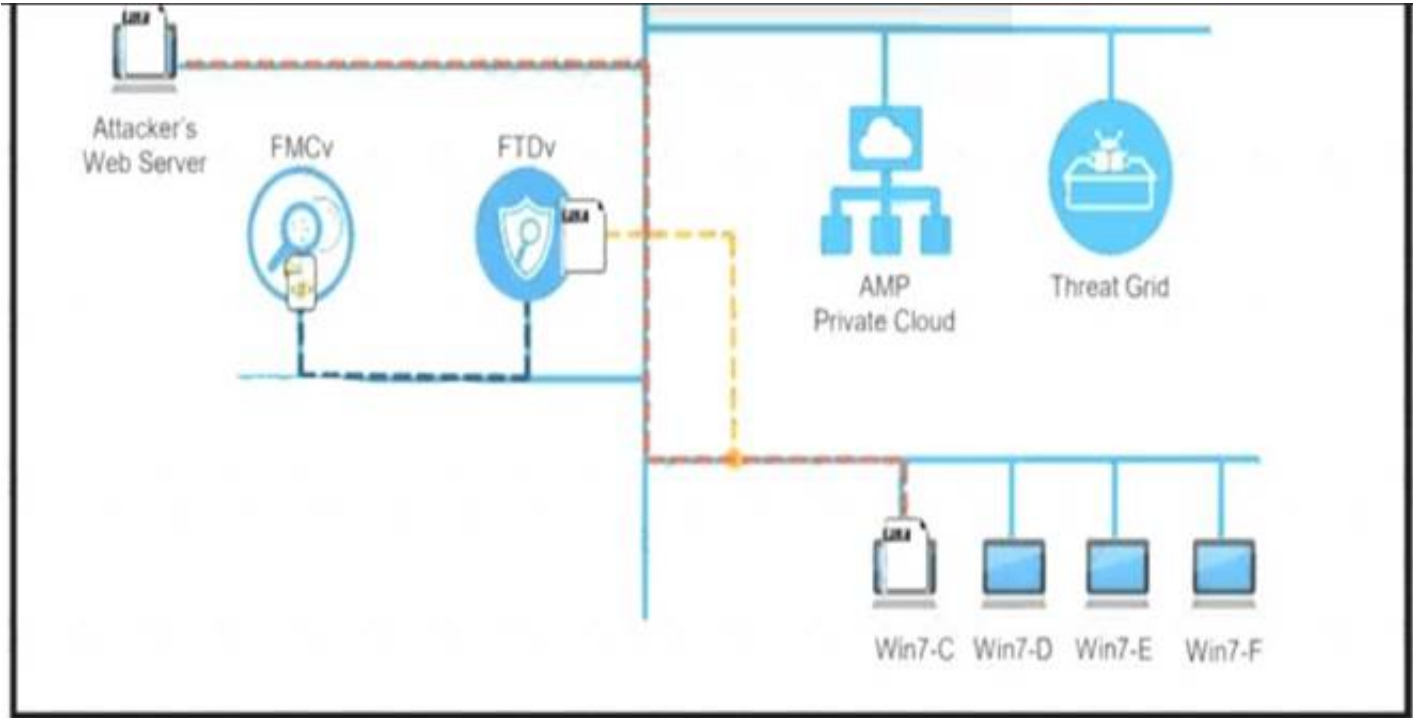 Attacker's
Web Server
FMCv
FTDv
AMP
Private Cloud
Threat Grid
Win7-C
Win7-D
Win7-E
Win7-F